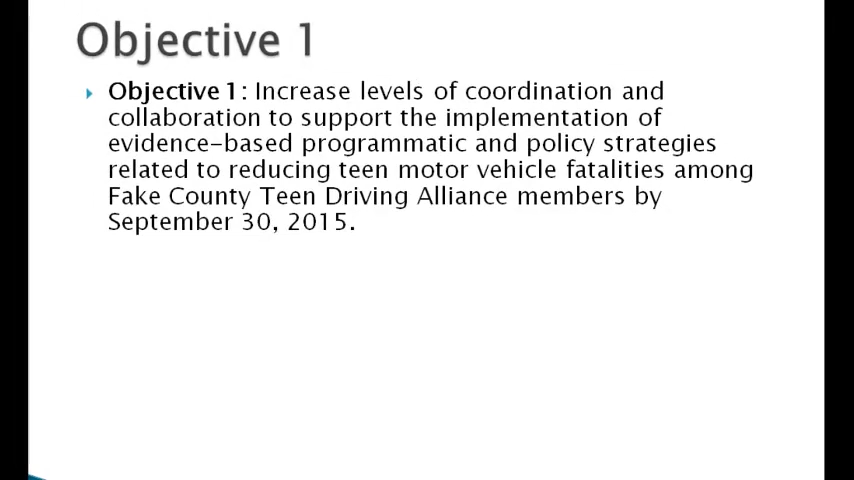 Objective 1
Objective 1: Increase levels of coordination and
collaboration to support the implementation of
evidence-based programmatic and policy strategies
related to reducing teen motor vehicle fatalities among
Fake County Teen Driving Alliance members by
September 30, 2015.